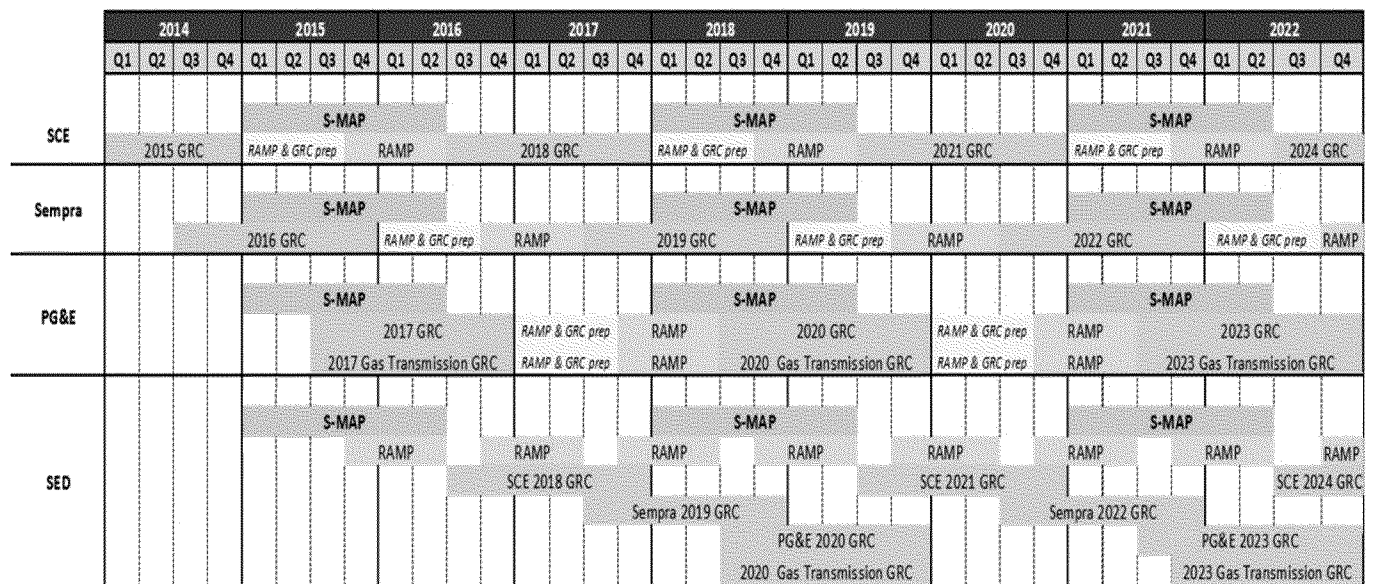 2014 2015 2016 2017 2018 2019 2020 2021 2022
Q1 Q2 Q3 Q4 Q1 Q2 Q3 Q4 Q1 Q2 Q3 Q4 Q1 Q2 Q3 Q4 Q1 Q2 Q3 Q4 Q1 Q2 Q3 Q4 Q1 Q2 Q3 Q4 Q1 Q2 Q3 Q4 Q1 Q2 Q3 Q4
SCE
S-MAP S-MAP S-MAP
2015 GRC RAMP & GRC prep RAMP 2018 GRC RAMP & GRC prep RAMP 2021 GRC RAMP & GRC prep RAMP 2024 GRC
Sempra
S-MAP S-MAP S-MAP
2016 GRC RAMP & GRC prep RAMP 2019 GRC RAMP & GRC prep RAMP 2022 GRC RAMP & GRC prep RAMP
PG&E
S-MAP S-MAP S-MAP
2017 GRC RAMP & GRC prep RAMP 2020 GRC RAMP & GRC prep RAMP 2023 GRC
2017 Gas Transmission GRC RAMP & GRC prep RAMP 2020 Gas Transmission GRC RAMP & GRC prep RAMP 2023 Gas Transmission GRC
SED
S-MAP S-MAP S-MAP
RAMP RAMP RAMP RAMP RAMP RAMP RAMP RAMP
SCE 2018 GRC SCE 2021 GRC SCE 2024 GRC
Sempra 2019 GRC Sempra 2022 GRC
PG&E 2020 GRC PG&E 2023 GRC
2020 Gas Transmission GRC 2023 Gas Transmission GRC